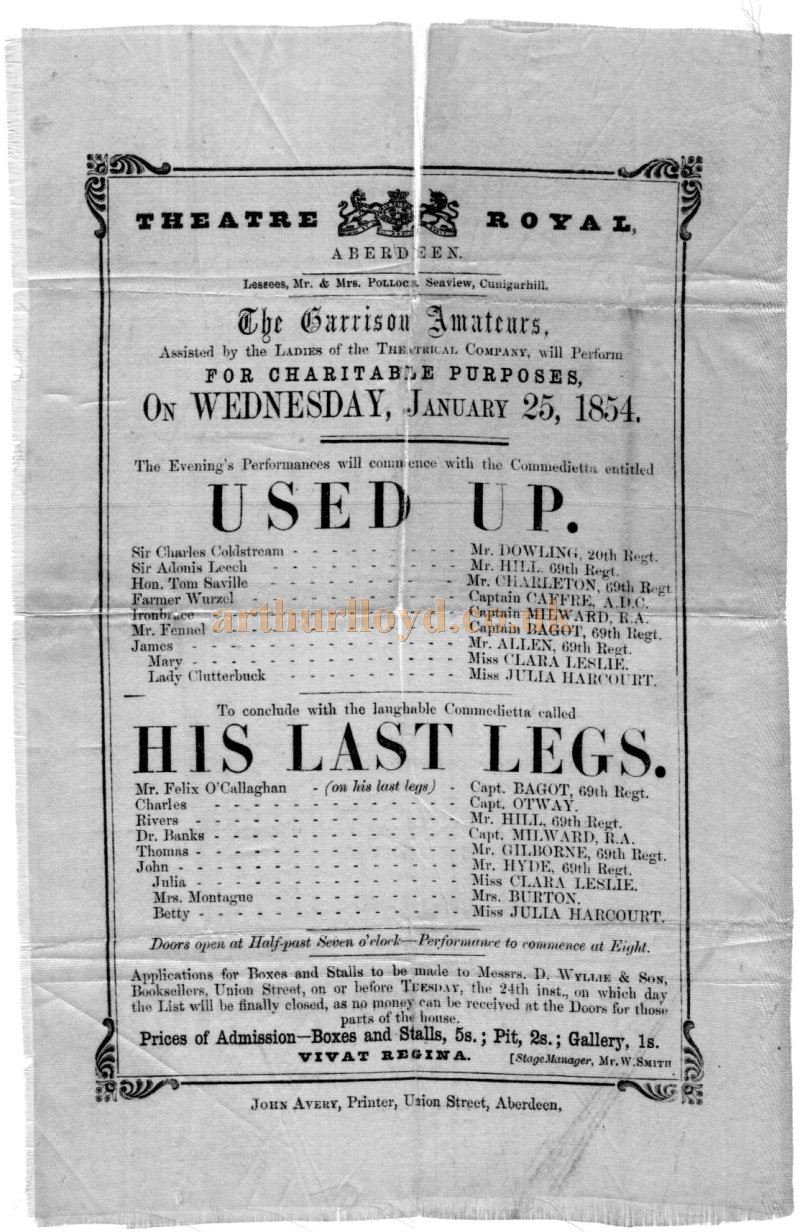 THEATRE ROYAL,
ABERDEEN.
Lessees, Mr. & Mrs. POLLOCK, Seaview, Cunigarhill.
The Garrison Amateurs,
Assisted by the LADIES of the THEATRICAL COMPANY, will Perform
FOR CHARITABLE PURPOSES,
ON WEDNESDAY, JANUARY 25, 1854.
The Evening's Performances will commence with the Commedietta entitled
USED UP.
Sir Charles Coldstream - - - - - - - - - Mr. DOWLING, 20th Regt.
Sir Adonis Leech - - - - - - - - - Mr. HILL, 69th Regt.
Hon. Tom Saville - - - - - - - - - Mr. CHARLETON, 69th Regt
Farmer Wurzel - - - - - - - - - Captain CAFFRE, A.D.C.
Ironbrace - - - - - - - - - Captain MILWARD, R.A.
arthurlloyd.co.uk
Mr. Fennel - - - - - - - - - Captain BAGOT, 69th Regt.
James - - - - - - - - - Mr. ALLEN, 69th Regt.
Mary - - - - - - - - - Miss CLARA LESLIE.
Lady Clutterbuck - - - - - - - - - Miss JULIA HARCOURT.
To conclude with the laughable Commedietta called
HIS LAST LEGS.
Mr. Felix O'Callaghan - (on his last legs) - Capt. BAGOT, 69th Regt.
Charles - - - - - - - - - Capt. OTWAY.
Rivers - - - - - - - - - Mr. HILL, 69th Regt.
Dr. Banks - - - - - - - - - Capt. MILWARD, R.A.
Thomas - - - - - - - - - Mr. GILBORNE, 69th Regt.
John - - - - - - - - - Mr. HYDE, 69th Regt.
Julia - - - - - - - - - Miss CLARA LESLIE.
Mrs. Montague - - - - - - - - - Mrs. BURTON.
Betty - - - - - - - - - Miss JULIA HARCOURT.
Doors open at Half-past Seven o'clock—Performance to commence at Eight.
Applications for Boxes and Stalls to be made to Messrs. D. WYLLIE & SON,
Booksellers, Union Street, on or before TUESDAY, the 24th inst., on which day
the List will be finally closed, as no money can be received at the Doors for those
parts of the house.
Prices of Admission—Boxes and Stalls, 5s.; Pit, 2s.; Gallery, 1s.
VIVAT REGINA. [Stage Manager, Mr. W. SMITH
JOHN AVERY, Printer, Union Street, Aberdeen,